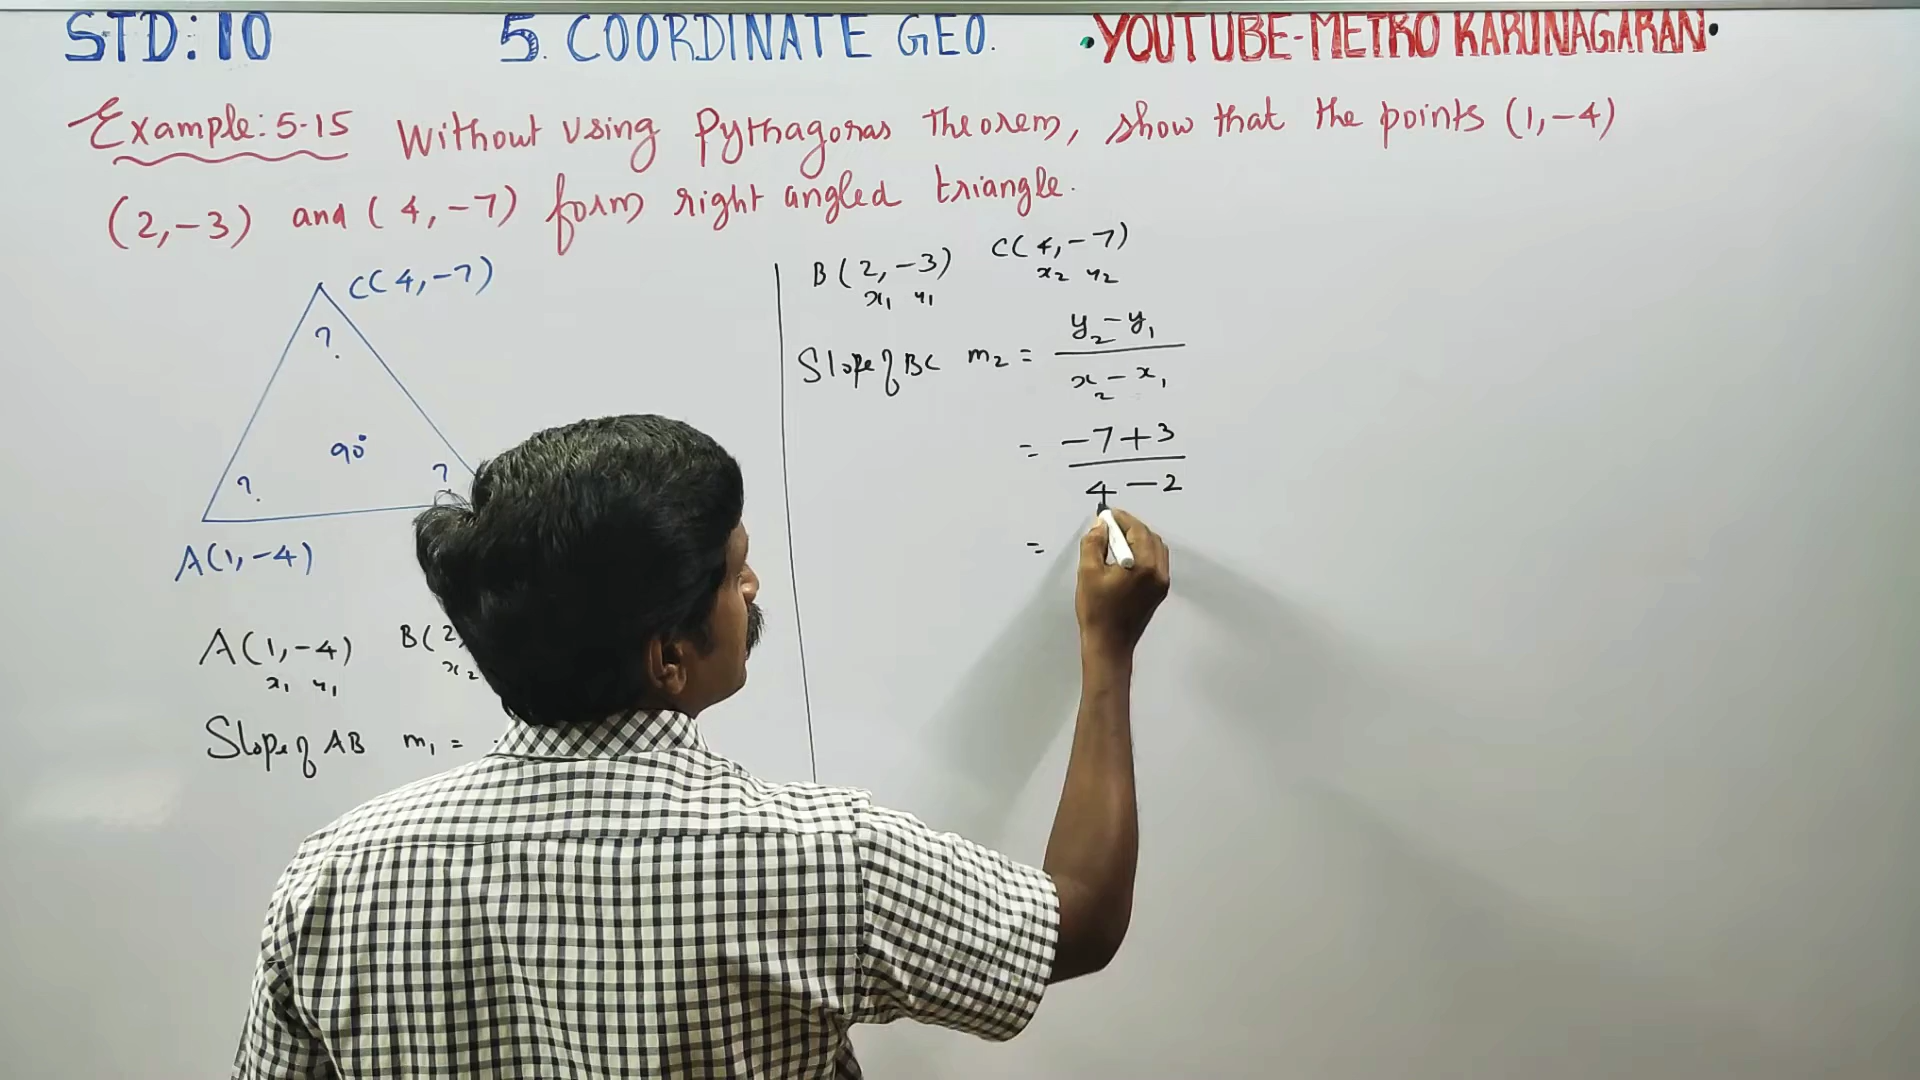 STD: 10 5. COORDINATE GEO. •YOUTUBE-METRO KARUNAGARAN•
Example: 5.15 Without using Pythagoras Theorem, show that the points (1,-4)
(2,-3) and (4,-7) form right angled triangle.
C(4,-7)
?
90°
?
?
A(1,-4)
A(1,-4) B(2,
x₁ y₁ x₂
Slope of AB m₁ =
B(2,-3) C(4,-7)
x₁ y₁ x₂ y₂
Slope of BC m₂ = y₂-y₁ / x₂-x₁
= -7+3 / 4-2
=